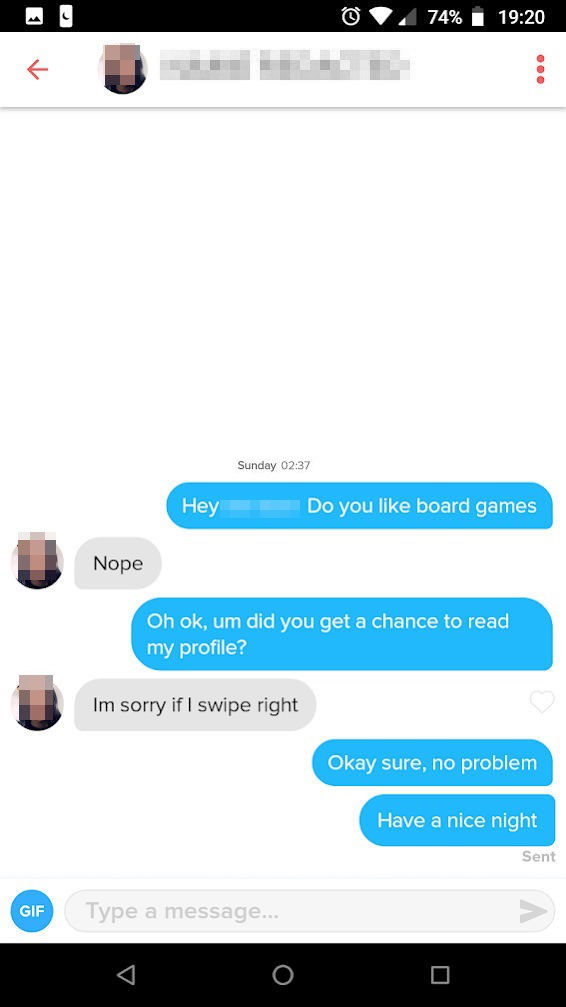 74% 19:20
Sunday 02:37
Hey Do you like board games
Nope
Oh ok, um did you get a chance to read
my profile?
Im sorry if I swipe right
Okay sure, no problem
Have a nice night
Sent
GIF Type a message...